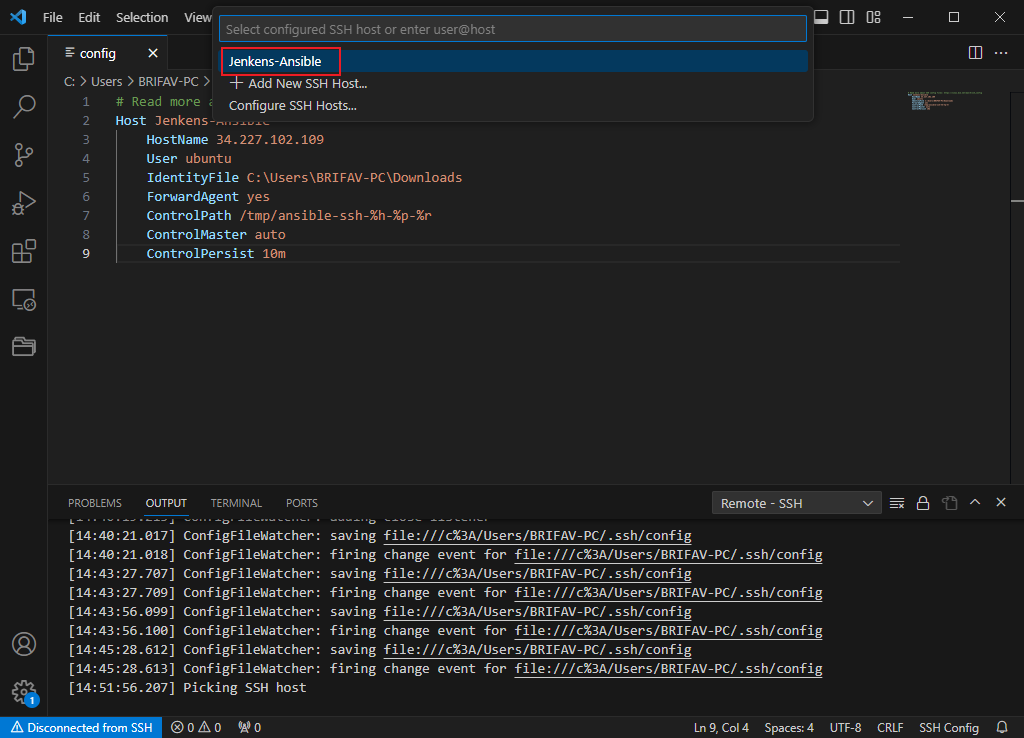 File Edit Selection View
Select configured SSH host or enter user@host
config
Jenkens-Ansible
Add New SSH Host...
Configure SSH Hosts...
C: > Users > BRIFAV-PC >
1 # Read more
2 Host Jenkens-Ansible
3 HostName 34.227.102.109
4 User ubuntu
5 IdentityFile C:\Users\BRIFAV-PC\Downloads
6 ForwardAgent yes
7 ControlPath /tmp/ansible-ssh-%h-%p-%r
8 ControlMaster auto
9 ControlPersist 10m
PROBLEMS OUTPUT TERMINAL PORTS Remote - SSH
[14:40:21.017] ConfigFileWatcher: saving file:///c%3A/Users/BRIFAV-PC/.ssh/config
[14:40:21.018] ConfigFileWatcher: firing change event for file:///c%3A/Users/BRIFAV-PC/.ssh/config
[14:43:27.707] ConfigFileWatcher: saving file:///c%3A/Users/BRIFAV-PC/.ssh/config
[14:43:27.709] ConfigFileWatcher: firing change event for file:///c%3A/Users/BRIFAV-PC/.ssh/config
[14:43:56.099] ConfigFileWatcher: saving file:///c%3A/Users/BRIFAV-PC/.ssh/config
[14:43:56.100] ConfigFileWatcher: firing change event for file:///c%3A/Users/BRIFAV-PC/.ssh/config
[14:45:28.612] ConfigFileWatcher: saving file:///c%3A/Users/BRIFAV-PC/.ssh/config
[14:45:28.613] ConfigFileWatcher: firing change event for file:///c%3A/Users/BRIFAV-PC/.ssh/config
[14:51:56.207] Picking SSH host
1
Disconnected from SSH 0 0 0 Ln 9, Col 4 Spaces: 4 UTF-8 CRLF SSH Config